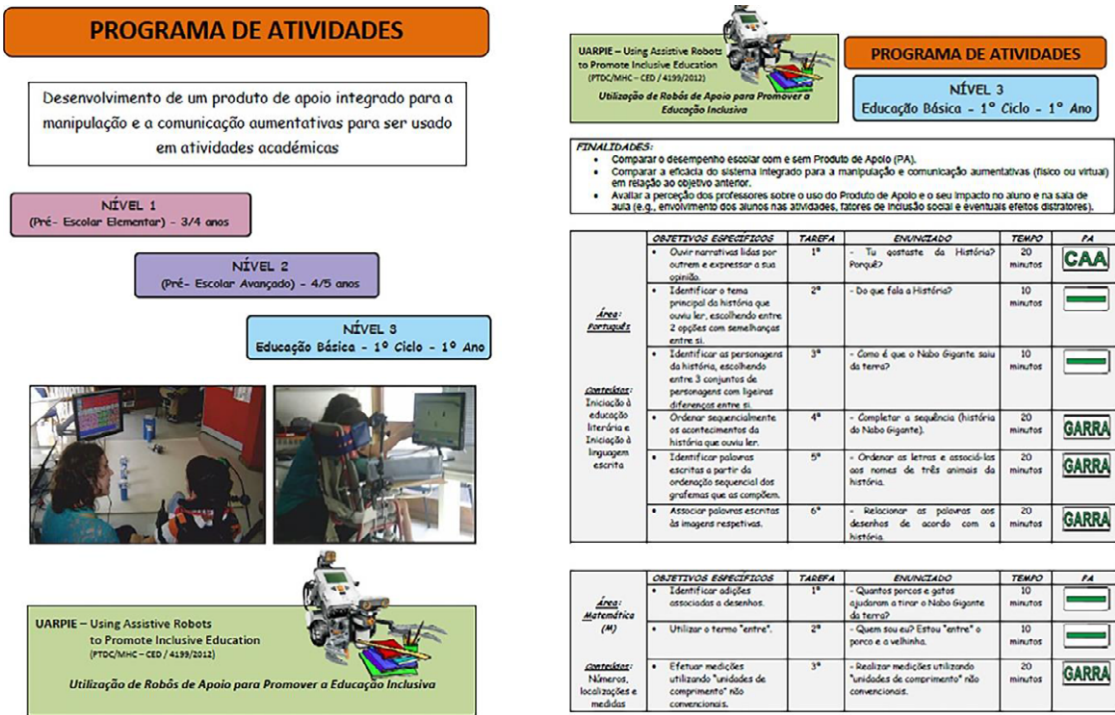 PROGRAMA DE ATIVIDADES
Desenvolvimento de um produto de apoio integrado para a
manipulação e a comunicação aumentativas para ser usado
em atividades académicas
NÍVEL 1
(Pré- Escolar Elementar) - 3/4 anos
NÍVEL 2
(Pré- Escolar Avançado) - 4/5 anos
NÍVEL 3
Educação Básica - 1º Ciclo - 1º Ano
UARPIE – Using Assistive Robots
to Promote Inclusive Education
(PTDC/MHC – CED / 4199/2012)
Utilização de Robôs de Apoio para Promover a Educação Inclusiva
UARPIE – Using Assistive Robots
to Promote Inclusive Education
(PTDC/MHC – CED / 4199/2012)
Utilização de Robôs de Apoio para Promover a
Educação Inclusiva
PROGRAMA DE ATIVIDADES
NÍVEL 3
Educação Básica - 1º Ciclo - 1º Ano
FINALIDADES:
• Comparar o desempenho escolar com e sem Produto de Apoio (PA).
• Comparar a eficácia do sistema integrado para a manipulação e comunicação aumentativas (físico ou virtual)
em relação ao objetivo anterior.
• Avaliar a perceção dos professores sobre o uso do Produto de Apoio e o seu impacto no aluno e na sala de
aula (e.g., envolvimento dos alunos nas atividades, fatores de inclusão social e eventuais efeitos distratores).
OBJETIVOS ESPECÍFICOS TAREFA ENUNCIADO TEMPO PA
Área:
Português
Conteúdos:
Iniciação à
educação
literária e
Iniciação à
linguagem
escrita
• Ouvir narrativas lidas por
outrem e expressar a sua
opinião.
1ª
- Tu gostaste da História?
Porquê?
20
minutos
CAA
• Identificar o tema
principal da história que
ouviu ler, escolhendo entre
2 opções com semelhanças
entre si.
2ª
- Do que fala a História?
10
minutos
• Identificar as personagens
da história, escolhendo
entre 3 conjuntos de
personagens com ligeiras
diferenças entre si.
3ª
- Como é que o Nabo Gigante saiu
da terra?
10
minutos
• Ordenar sequencialmente
os acontecimentos da
história que ouviu ler.
4ª
- Completar a sequência (história
do Nabo Gigante).
20
minutos
GARRA
• Identificar palavras
escritas a partir da
ordenação sequencial dos
grafemas que as compõem.
5ª
- Ordenar as letras e associá-las
aos nomes de três animais da
história.
20
minutos
GARRA
• Associar palavras escritas
às imagens respetivas.
6ª
- Relacionar as palavras aos
desenhos de acordo com a
história.
20
minutos
GARRA
OBJETIVOS ESPECÍFICOS TAREFA ENUNCIADO TEMPO PA
Área:
Matemática
(M)
Conteúdos:
Números,
localizações e
medidas
• Identificar adições
associadas a desenhos.
1ª
- Quantos porcos e gatos
ajudaram a tirar o Nabo Gigante
da terra?
10
minutos
• Utilizar o termo "entre".
2ª
- Quem sou eu? Estou "entre" o
porco e a velhinha.
10
minutos
• Efetuar medições
utilizando "unidades de
comprimento" não
convencionais.
3ª
- Realizar medições utilizando
"unidades de comprimento" não
convencionais.
20
minutos
GARRA